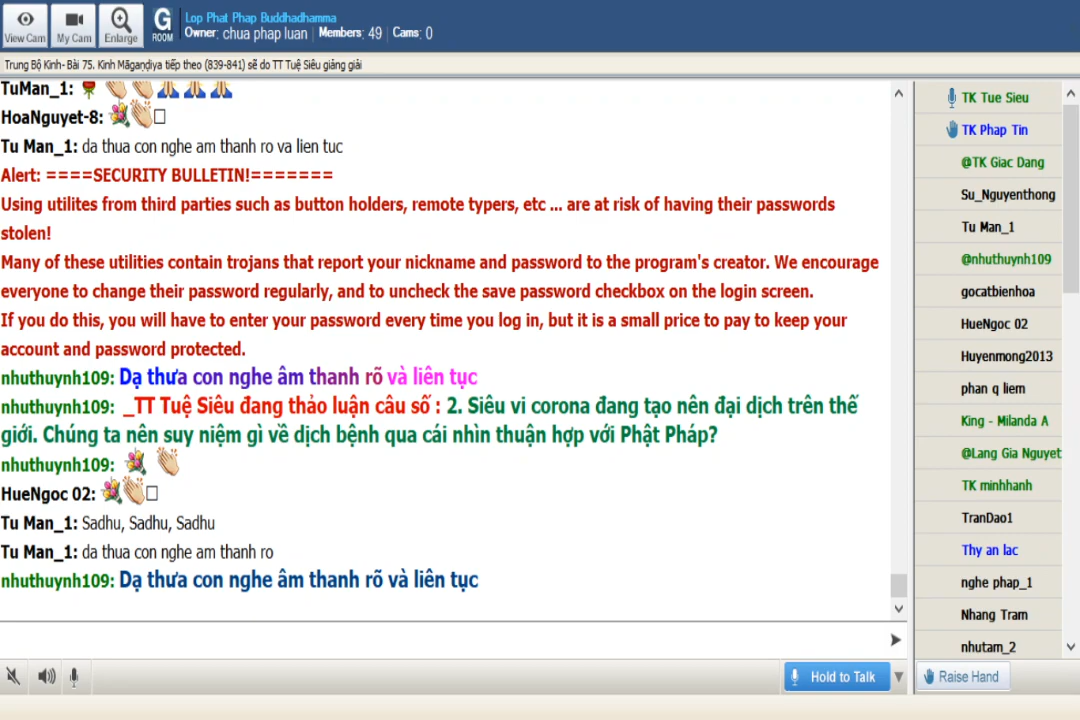 View Cam
My Cam
Enlarge
G
ROOM
Lop Phat Phap Buddhadhamma
Owner: chua phap luan | Members: 49 | Cams: 0
Trung Bộ Kinh- Bài 75. Kinh Māgaṇḍiya tiếp theo (839-841) sẽ do TT Tuệ Siêu giảng giải
TuMan_1:
HoaNguyet-8:
Tu Man_1: da thua con nghe am thanh ro va lien tuc
Alert: ====SECURITY BULLETIN!=======
Using utilites from third parties such as button holders, remote typers, etc ... are at risk of having their passwords
stolen!
Many of these utilities contain trojans that report your nickname and password to the program's creator. We encourage
everyone to change their password regularly, and to uncheck the save password checkbox on the login screen.
If you do this, you will have to enter your password every time you log in, but it is a small price to pay to keep your
account and password protected.
nhuthuynh109: Dạ thưa con nghe âm thanh rõ và liên tục
nhuthuynh109: _TT Tuệ Siêu đang thảo luận câu số : 2. Siêu vi corona đang tạo nên đại dịch trên thế
giới. Chúng ta nên suy niệm gì về dịch bệnh qua cái nhìn thuận hợp với Phật Pháp?
nhuthuynh109:
HueNgoc 02:
Tu Man_1: Sadhu, Sadhu, Sadhu
Tu Man_1: da thua con nghe am thanh ro
nhuthuynh109: Dạ thưa con nghe âm thanh rõ và liên tục
TK Tue Sieu
TK Phap Tin
@TK Giac Dang
Su_Nguyenthong
Tu Man_1
@nhuthuynh109
gocatbienhoa
HueNgoc 02
Huyenmong2013
phan q liem
King - Milanda A
@Lang Gia Nguyet
TK minhhanh
TranDao1
Thy an lac
nghe phap_1
Nhang Tram
nhutam_2
Hold to Talk
Raise Hand